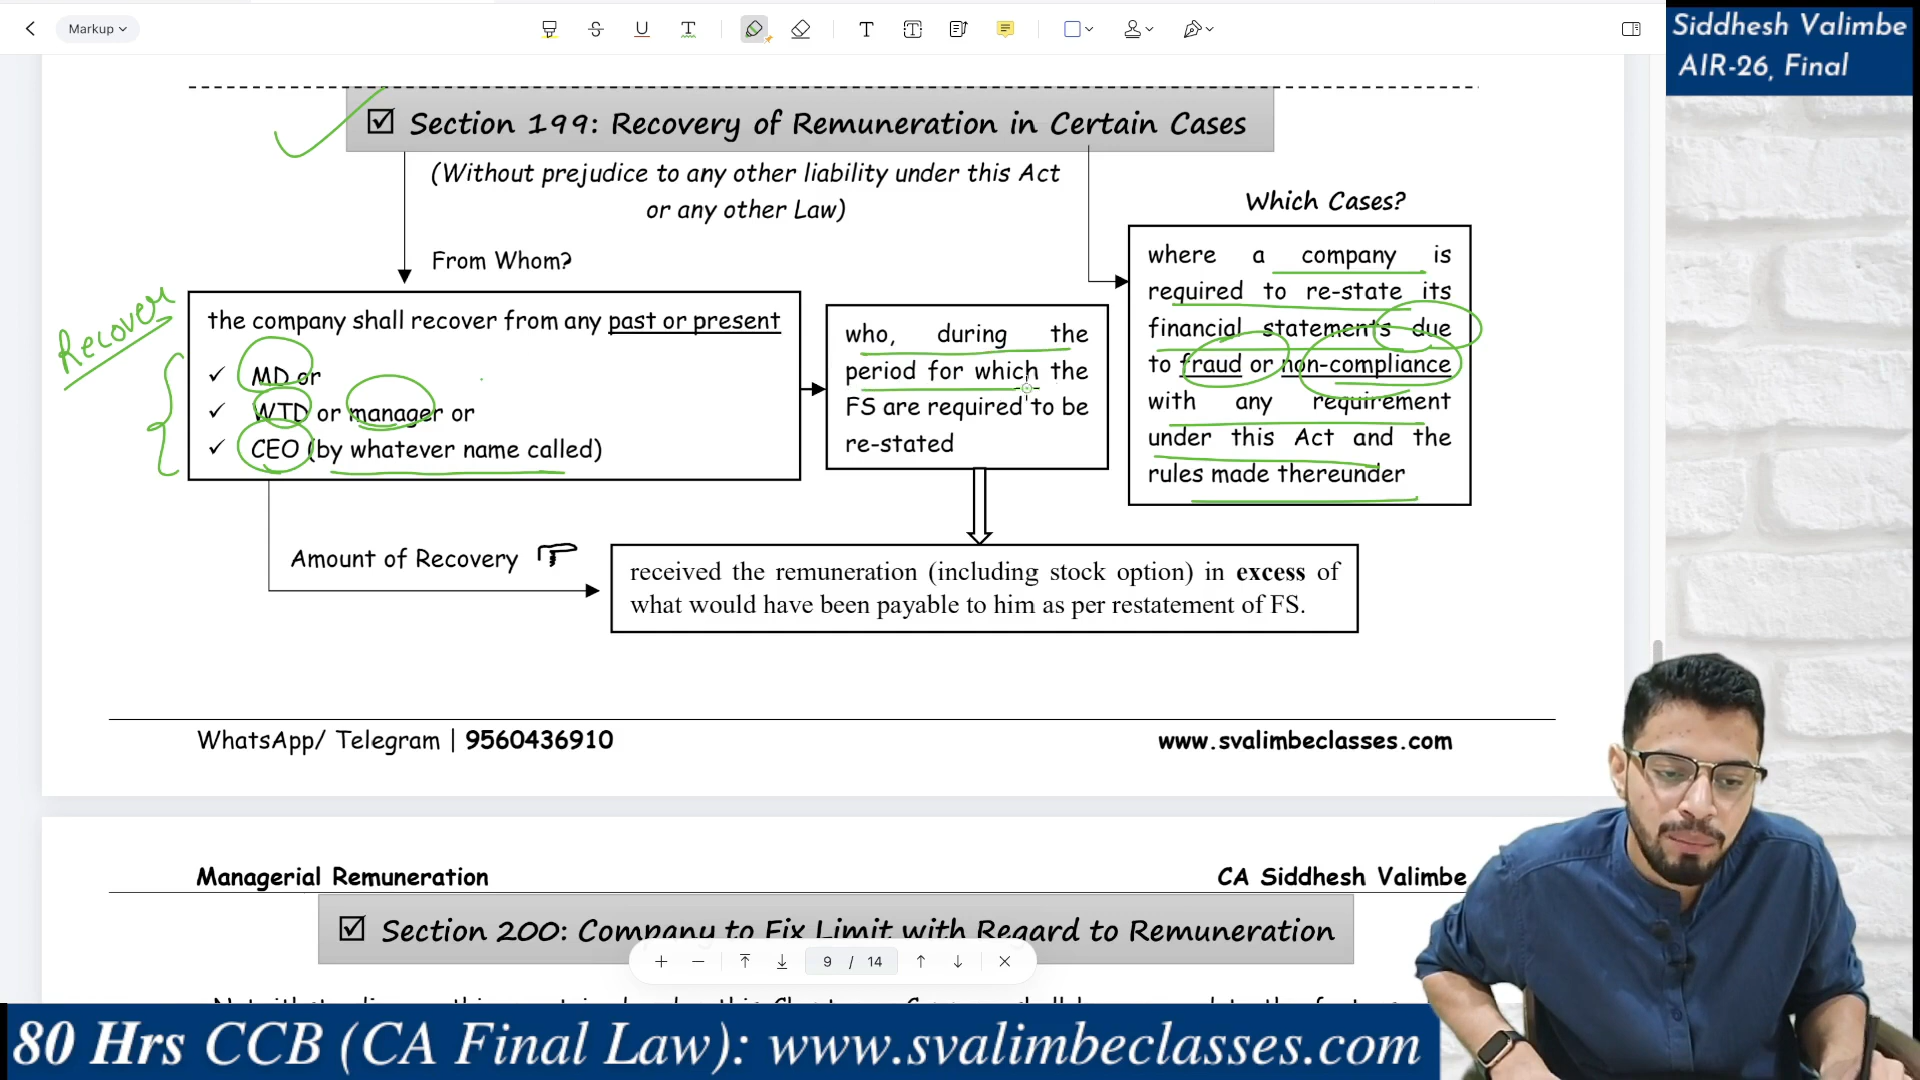 Markup
Siddhesh Valimbe
AIR-26, Final
Section 199: Recovery of Remuneration in Certain Cases
(Without prejudice to any other liability under this Act
or any other Law)
From Whom?
Which Cases?
Recover
the company shall recover from any past or present
✓ MD or
✓ WTD or manager or
✓ CEO (by whatever name called)
who, during the
period for which the
FS are required to be
re-stated
where a company is
required to re-state its
financial statements due
to fraud or non-compliance
with any requirement
under this Act and the
rules made thereunder
Amount of Recovery
received the remuneration (including stock option) in excess of
what would have been payable to him as per restatement of FS.
WhatsApp/ Telegram | 9560436910
www.svalimbeclasses.com
Managerial Remuneration
CA Siddhesh Valimbe
Section 200: Company to Fix Limit with Regard to Remuneration
9 / 14
80 Hrs CCB (CA Final Law): www.svalimbeclasses.com